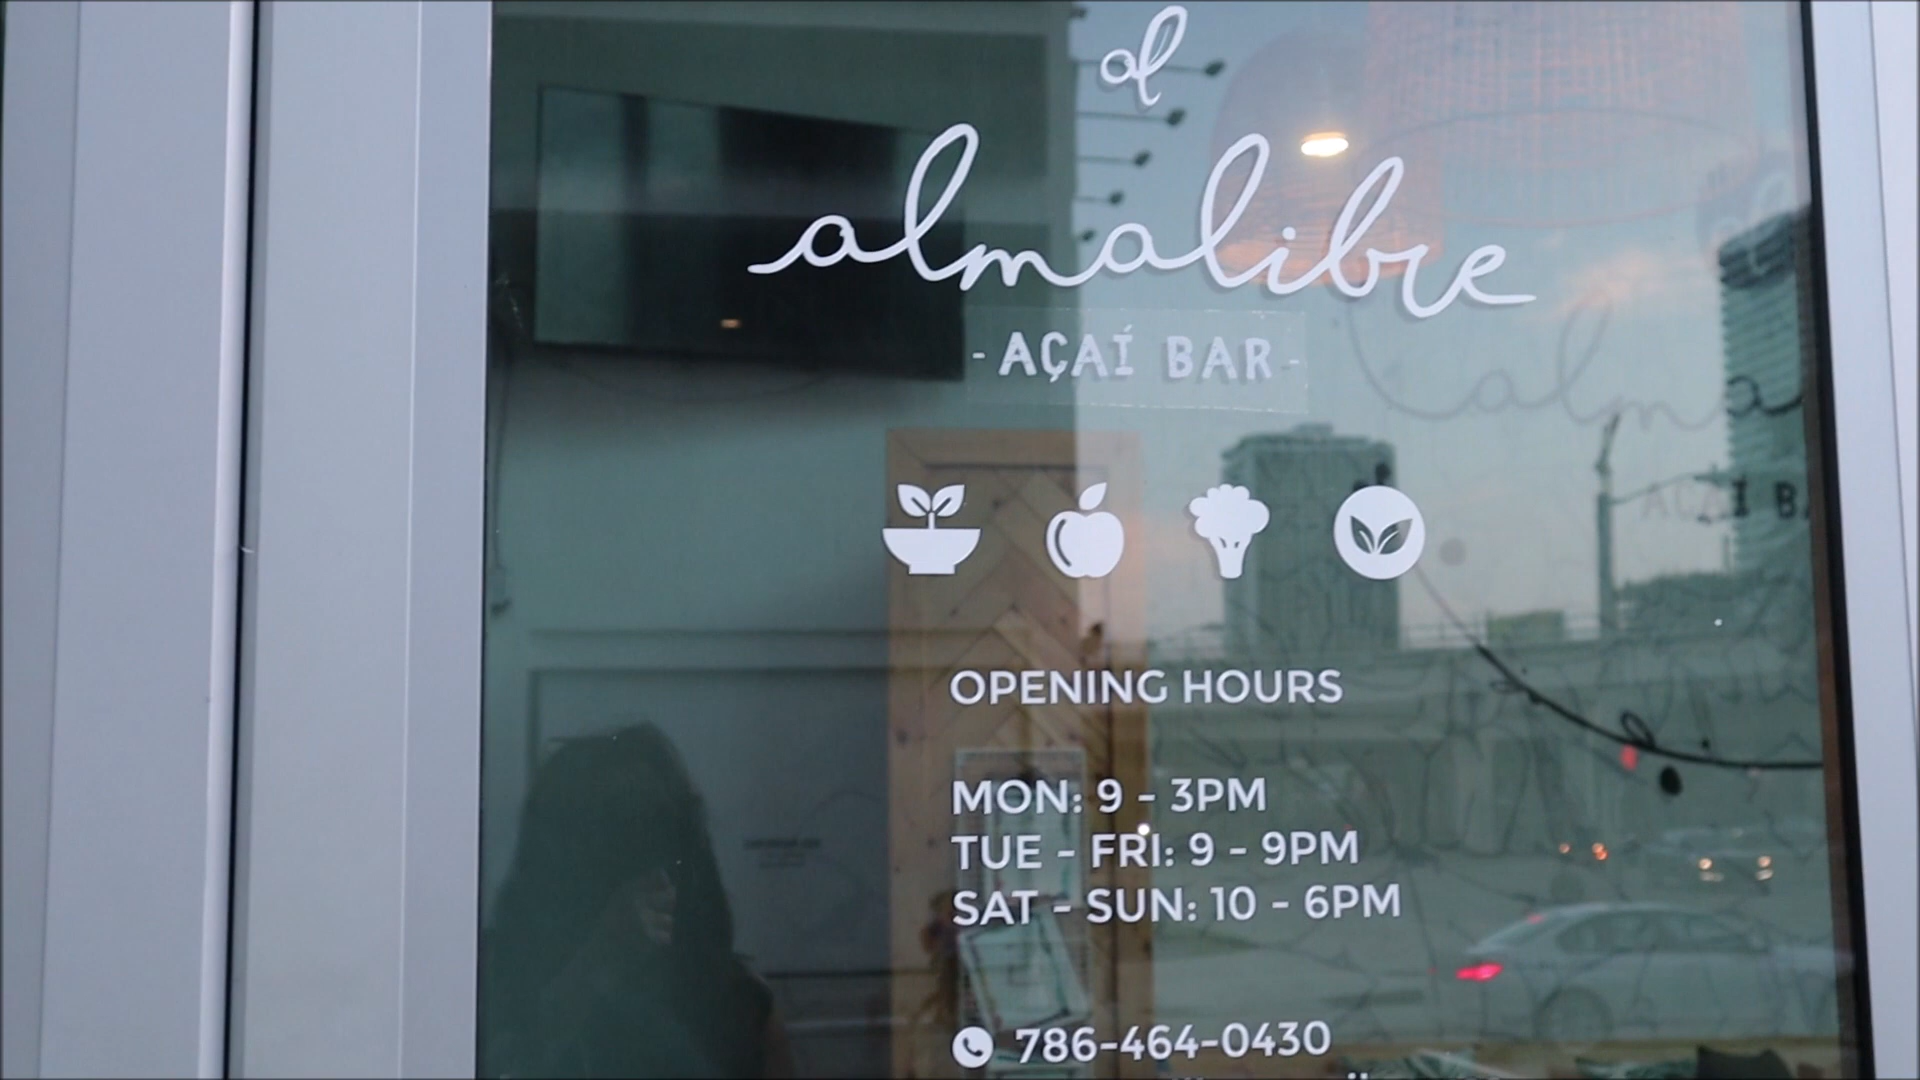 al
almalibre
-AÇAÍ BAR-
OPENING HOURS
MON: 9 - 3PM
TUE - FRI: 9 - 9PM
SAT - SUN: 10 - 6PM
786-464-0430